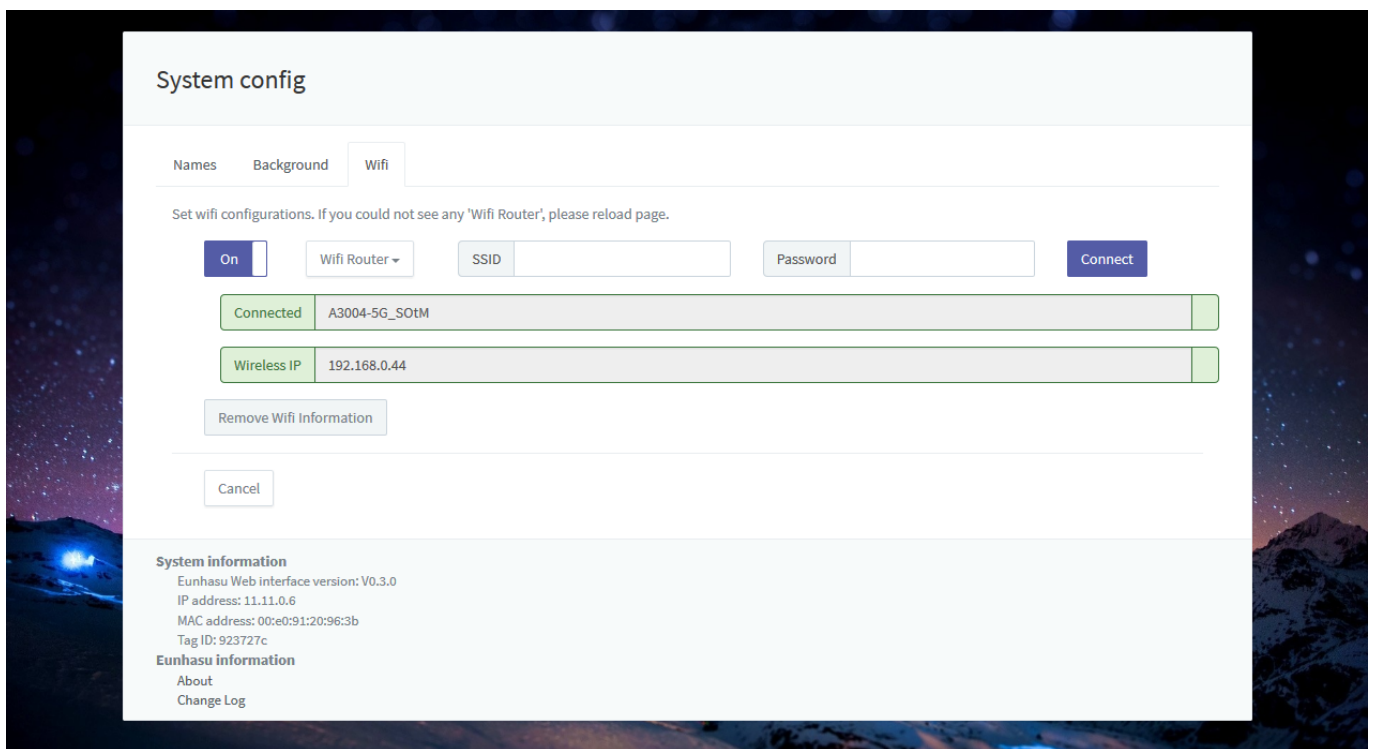 System config
Names Background Wifi
Set wifi configurations. If you could not see any 'Wifi Router', please reload page.
On Wifi Router SSID Password Connect
Connected A3004-5G_SOtM
Wireless IP 192.168.0.44
Remove Wifi Information
Cancel
System information
Eunhasu Web interface version: V0.3.0
IP address: 11.11.0.6
MAC address: 00:e0:91:20:96:3b
Tag ID: 923727c
Eunhasu information
About
Change Log